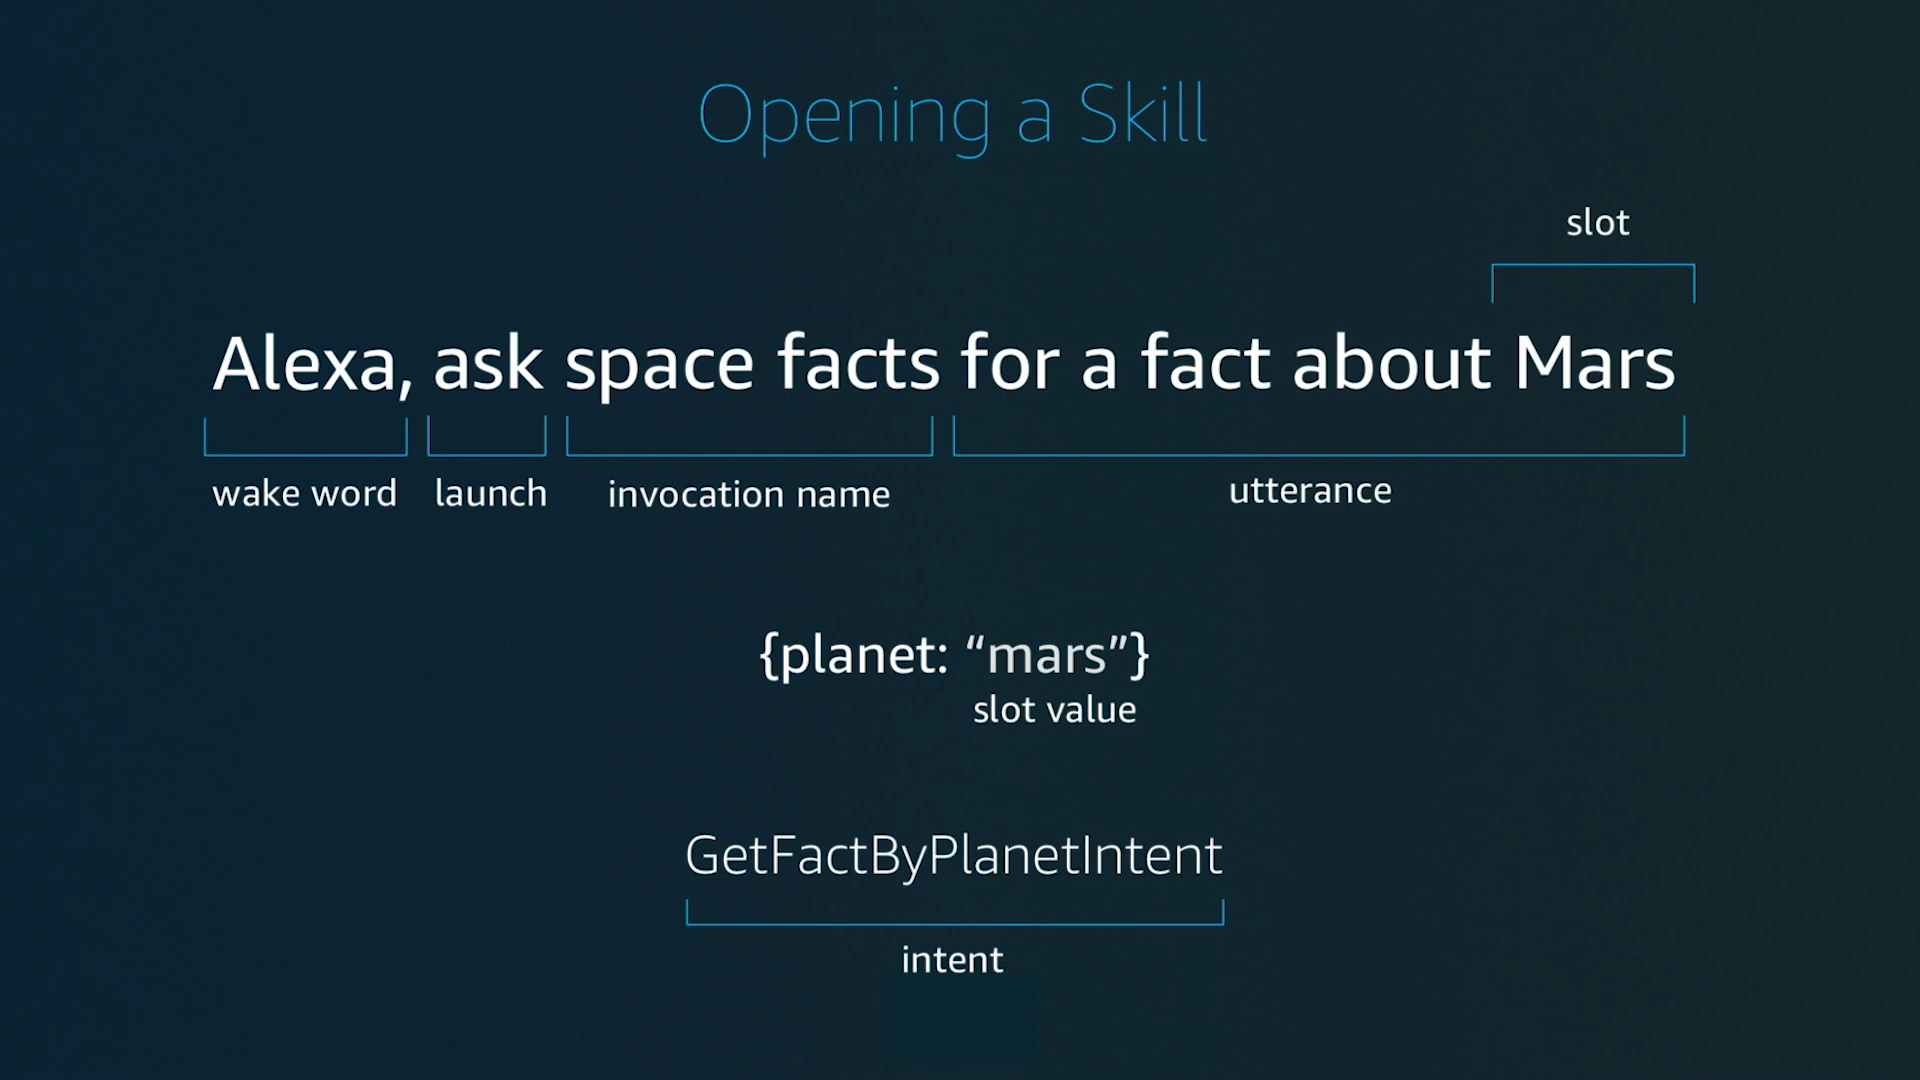 Opening a Skill
slot
Alexa, ask space facts for a fact about Mars
wake word launch invocation name utterance
{planet: “mars”}
slot value
GetFactByPlanetIntent
intent